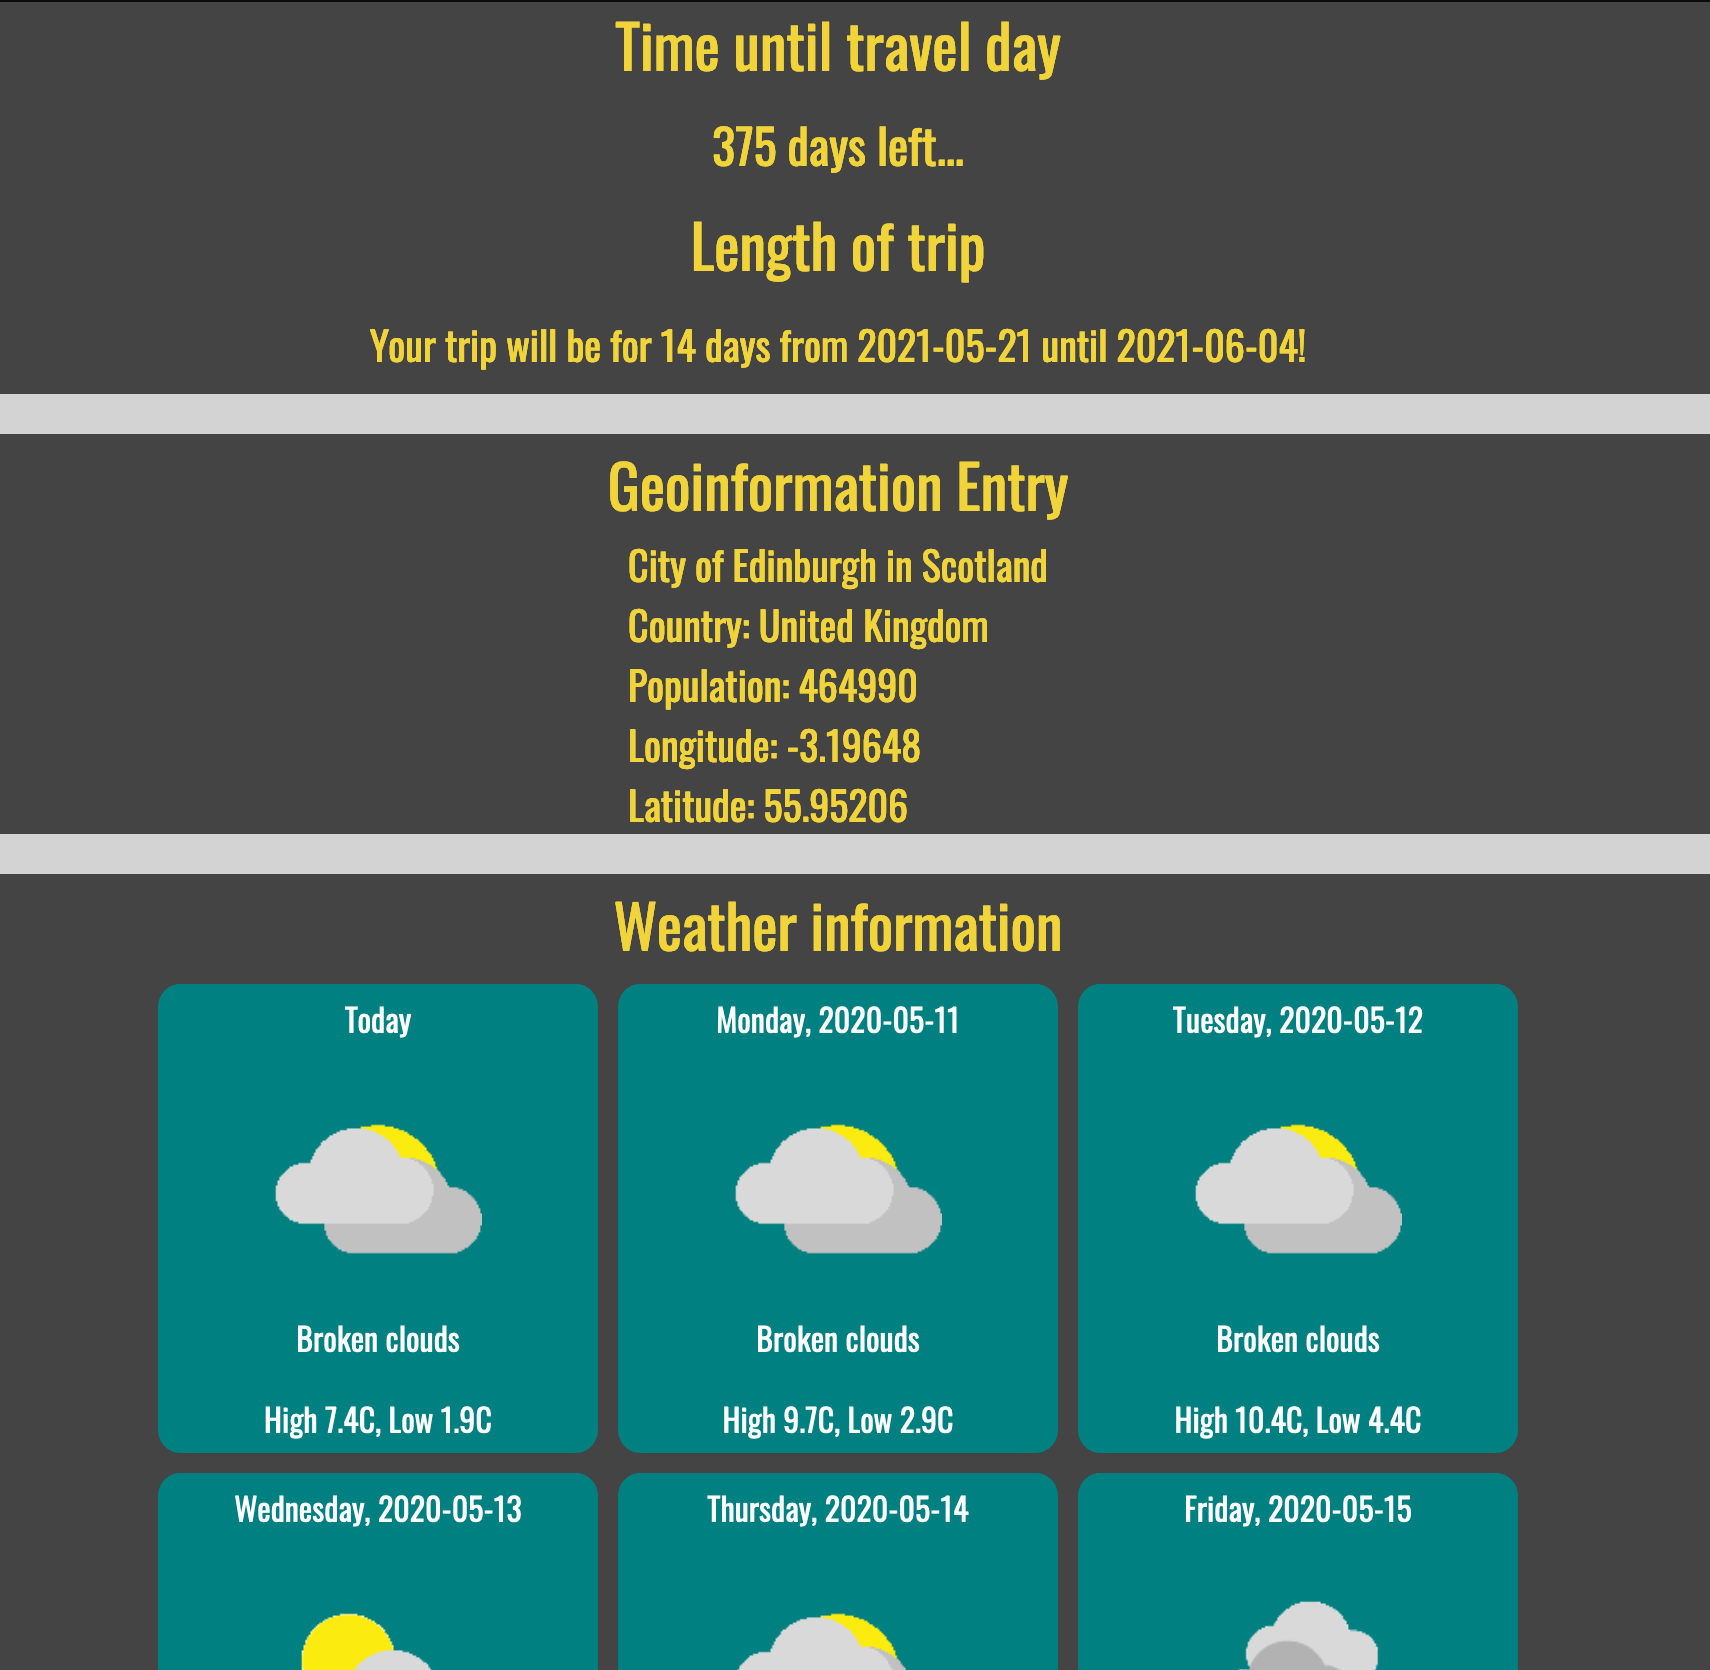 Time until travel day
375 days left...
Length of trip
Your trip will be for 14 days from 2021-05-21 until 2021-06-04!
Geoinformation Entry
City of Edinburgh in Scotland
Country: United Kingdom
Population: 464990
Longitude: -3.19648
Latitude: 55.95206
Weather information
Today
Broken clouds
High 7.4C, Low 1.9C
Monday, 2020-05-11
Broken clouds
High 9.7C, Low 2.9C
Tuesday, 2020-05-12
Broken clouds
High 10.4C, Low 4.4C
Wednesday, 2020-05-13
Thursday, 2020-05-14
Friday, 2020-05-15